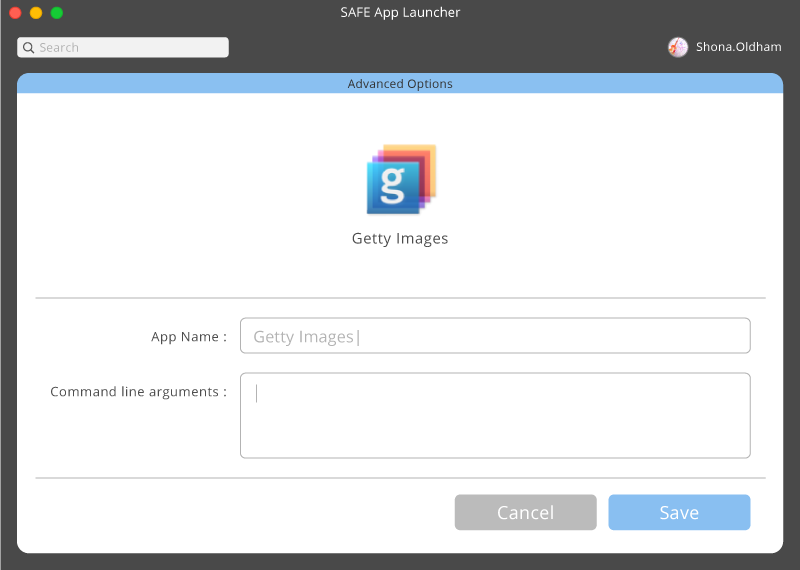 SAFE App Launcher
Search
Shona.Oldham
Advanced Options
g
Getty Images
App Name :
Getty Images
Command line arguments :
Cancel
Save